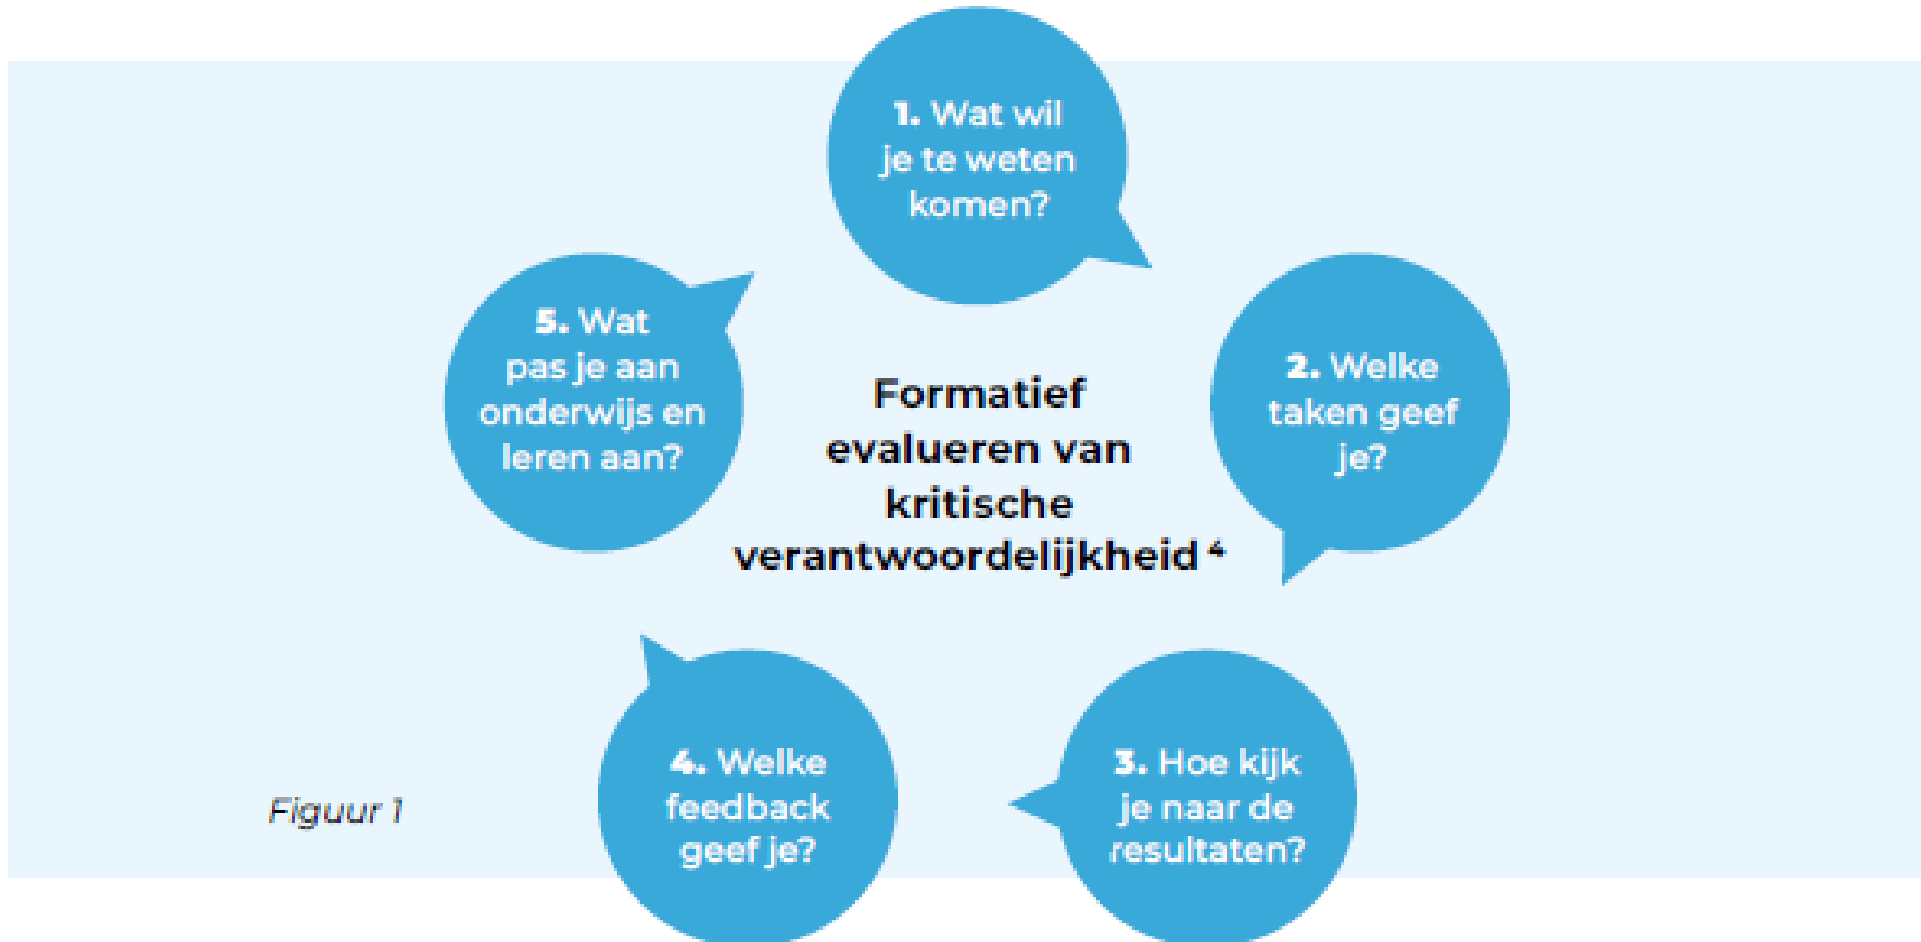 1. Wat wil
je te weten
komen?
2. Welke
taken geef
je?
3. Hoe kijk
je naar de
resultaten?
4. Welke
feedback
geef je?
5. Wat
pas je aan
onderwijs en
leren aan?
Formatief
evalueren van
kritische
verantwoordelijkheid ⁴
Figuur 1